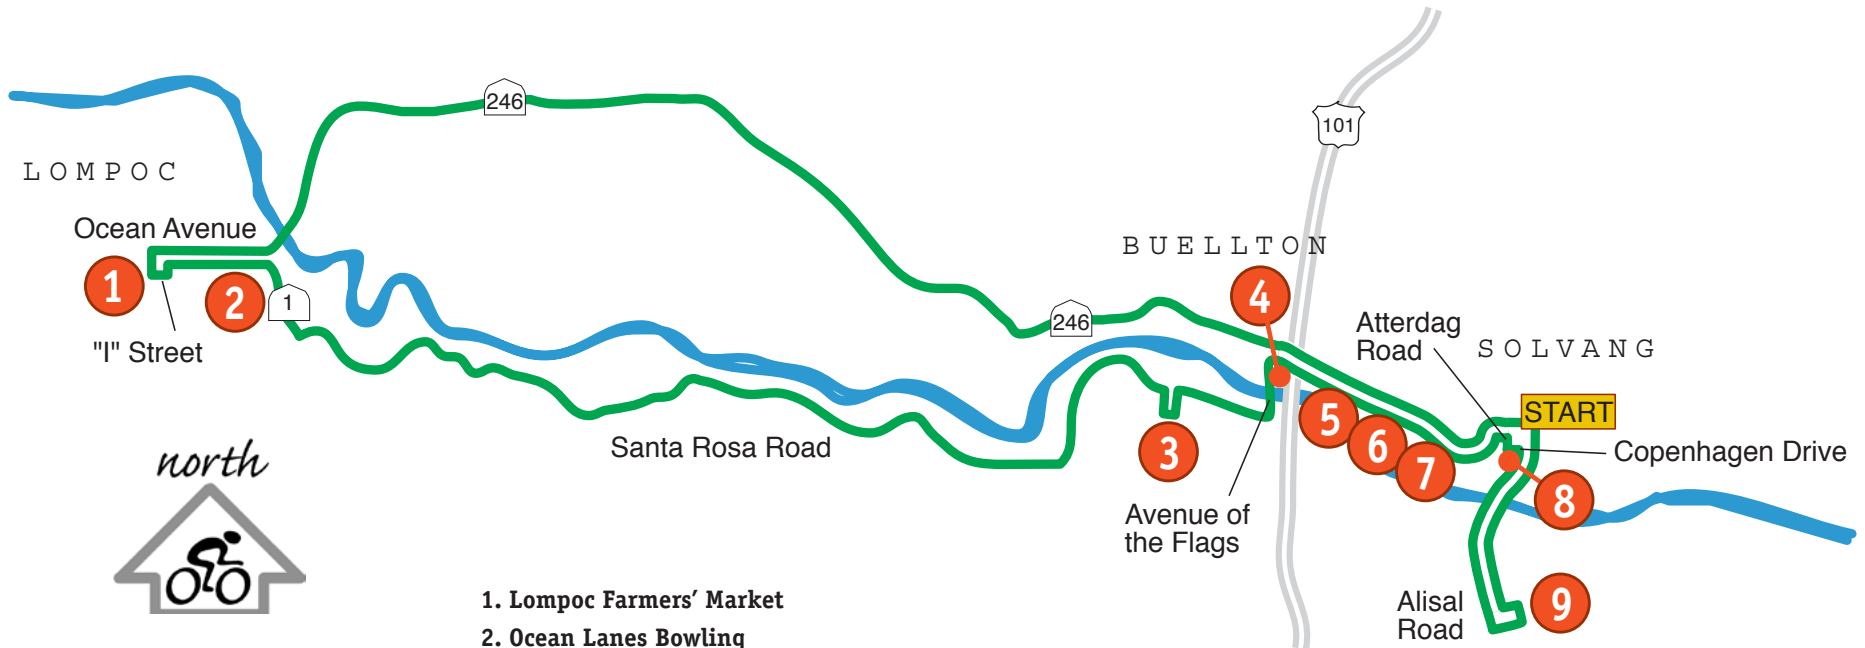 246
101
LOMPOC
Ocean Avenue
BUELLTON
1
2
1
4
246
Atterdag
Road
SOLVANG
"I" Street
START
5
6
7
3
Santa Rosa Road
Copenhagen Drive
8
north
Avenue of
the Flags
9
Alisal
Road
1. Lompoc Farmers’ Market
2. Ocean Lanes Bowling